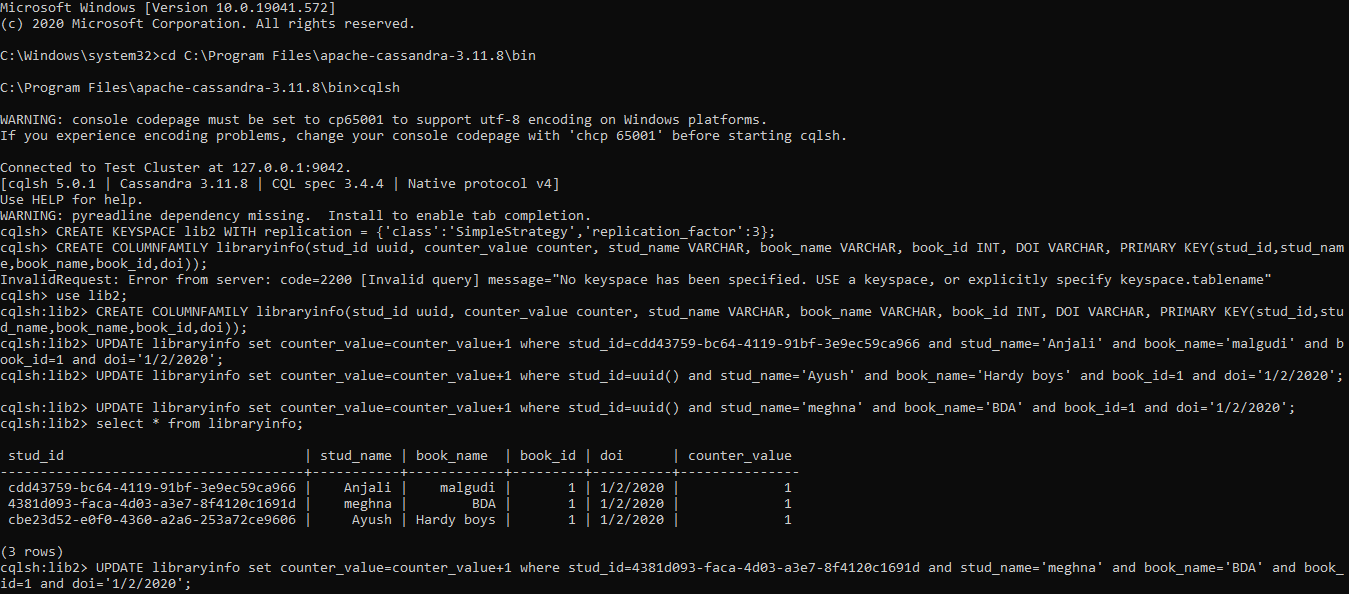 Microsoft Windows [Version 10.0.19041.572]
(c) 2020 Microsoft Corporation. All rights reserved.
C:\Windows\system32>cd C:\Program Files\apache-cassandra-3.11.8\bin
C:\Program Files\apache-cassandra-3.11.8\bin>cqlsh
WARNING: console codepage must be set to cp65001 to support utf-8 encoding on Windows platforms.
If you experience encoding problems, change your console codepage with 'chcp 65001' before starting cqlsh.
Connected to Test Cluster at 127.0.0.1:9042.
[cqlsh 5.0.1 | Cassandra 3.11.8 | CQL spec 3.4.4 | Native protocol v4]
Use HELP for help.
WARNING: pyreadline dependency missing.  Install to enable tab completion.
cqlsh> CREATE KEYSPACE lib2 WITH replication = {'class':'SimpleStrategy','replication_factor':3};
cqlsh> CREATE COLUMNFAMILY libraryinfo(stud_id uuid, counter_value counter, stud_name VARCHAR, book_name VARCHAR, book_id INT, DOI VARCHAR, PRIMARY KEY(stud_id,stud_nam
e,book_name,book_id,doi));
InvalidRequest: Error from server: code=2200 [Invalid query] message="No keyspace has been specified. USE a keyspace, or explicitly specify keyspace.tablename"
cqlsh> use lib2;
cqlsh:lib2> CREATE COLUMNFAMILY libraryinfo(stud_id uuid, counter_value counter, stud_name VARCHAR, book_name VARCHAR, book_id INT, DOI VARCHAR, PRIMARY KEY(stud_id,stu
d_name,book_name,book_id,doi));
cqlsh:lib2> UPDATE libraryinfo set counter_value=counter_value+1 where stud_id=cdd43759-bc64-4119-91bf-3e9ec59ca966 and stud_name='Anjali' and book_name='malgudi' and b
ook_id=1 and doi='1/2/2020';
cqlsh:lib2> UPDATE libraryinfo set counter_value=counter_value+1 where stud_id=uuid() and stud_name='Ayush' and book_name='Hardy boys' and book_id=1 and doi='1/2/2020';
cqlsh:lib2> UPDATE libraryinfo set counter_value=counter_value+1 where stud_id=uuid() and stud_name='meghna' and book_name='BDA' and book_id=1 and doi='1/2/2020';
cqlsh:lib2> select * from libraryinfo;
 stud_id                              | stud_name | book_name  | book_id | doi      | counter_value
--------------------------------------+-----------+------------+---------+----------+---------------
 cdd43759-bc64-4119-91bf-3e9ec59ca966 |    Anjali |    malgudi |       1 | 1/2/2020 |             1
 4381d093-faca-4d03-a3e7-8f4120c1691d |    meghna |        BDA |       1 | 1/2/2020 |             1
 cbe23d52-e0f0-4360-a2a6-253a72ce9606 |     Ayush | Hardy boys |       1 | 1/2/2020 |             1
(3 rows)
cqlsh:lib2> UPDATE libraryinfo set counter_value=counter_value+1 where stud_id=4381d093-faca-4d03-a3e7-8f4120c1691d and stud_name='meghna' and book_name='BDA' and book_
id=1 and doi='1/2/2020';